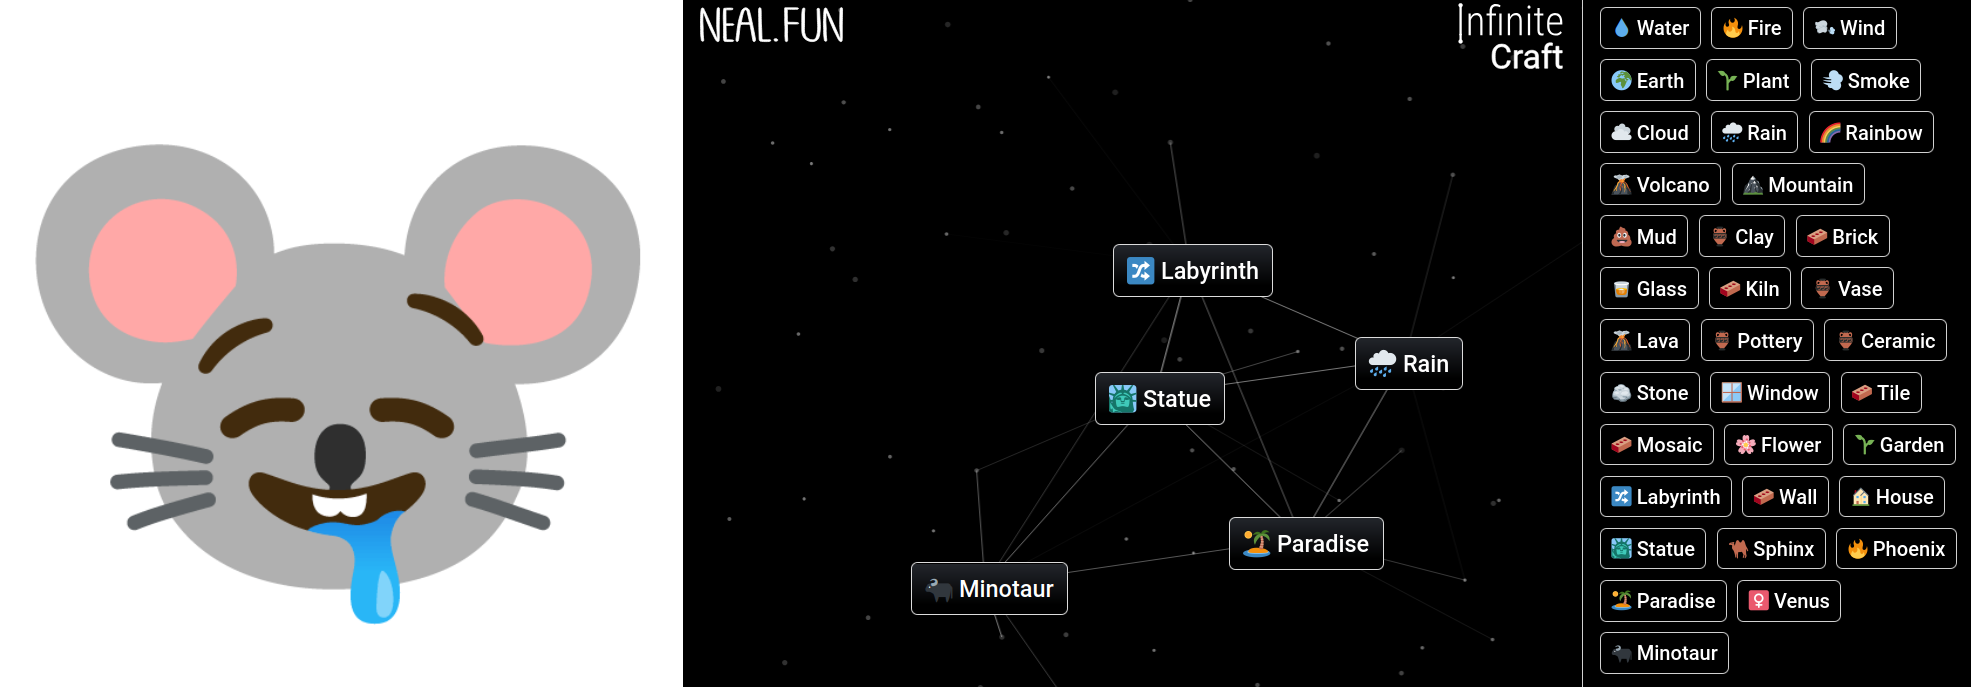 NEAL.FUN
Infinite
Craft
Labyrinth
Rain
Statue
Paradise
Minotaur
Water Fire Wind
Earth Plant Smoke
Cloud Rain Rainbow
Volcano Mountain
Mud Clay Brick
Glass Kiln Vase
Lava Pottery Ceramic
Stone Window Tile
Mosaic Flower Garden
Labyrinth Wall House
Statue Sphinx Phoenix
Paradise Venus
Minotaur